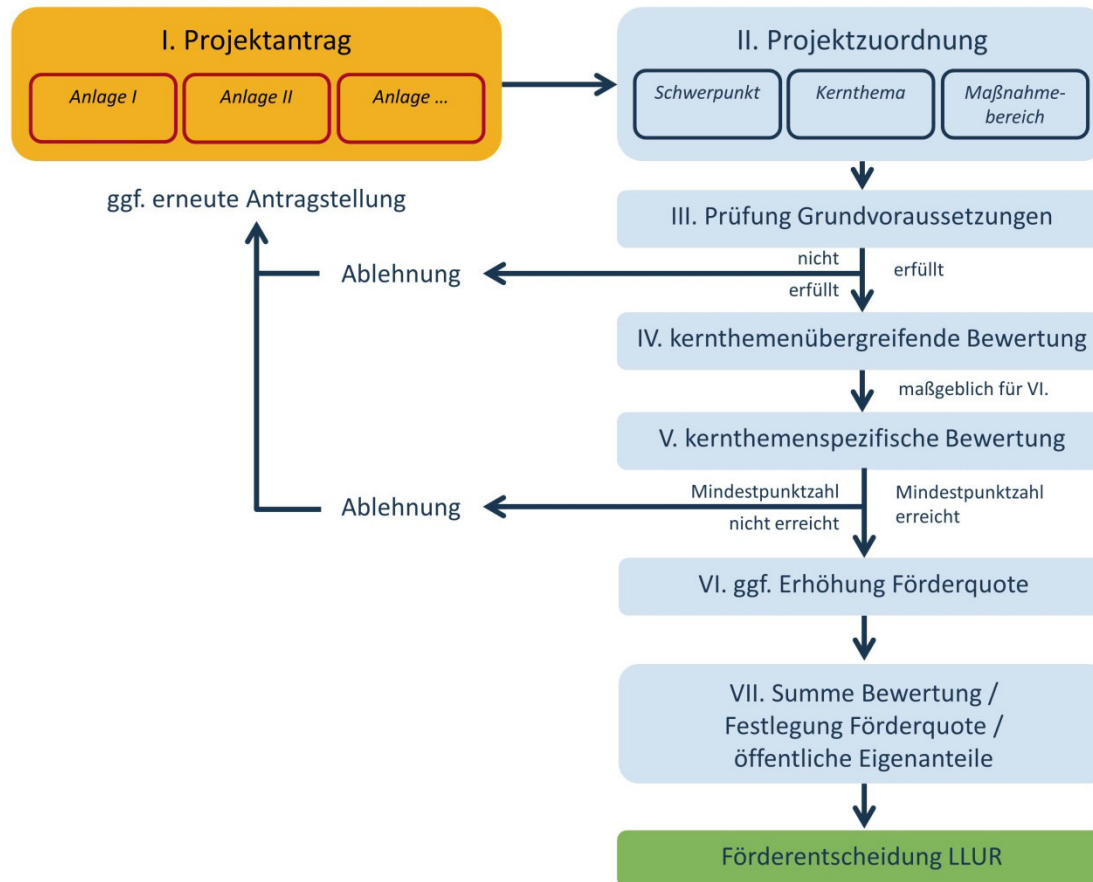 I. Projektantrag
Anlage I
Anlage II
Anlage ...
II. Projektzuordnung
Schwerpunkt
Kernthema
Maßnahme-
bereich
ggf. erneute Antragstellung
III. Prüfung Grundvoraussetzungen
nicht
erfüllt
erfüllt
Ablehnung
IV. kernthemenübergreifende Bewertung
maßgeblich für VI.
V. kernthemenspezifische Bewertung
Mindestpunktzahl
nicht erreicht
Mindestpunktzahl
erreicht
Ablehnung
VI. ggf. Erhöhung Förderquote
VII. Summe Bewertung /
Festlegung Förderquote /
öffentliche Eigenanteile
Förderentscheidung LLUR